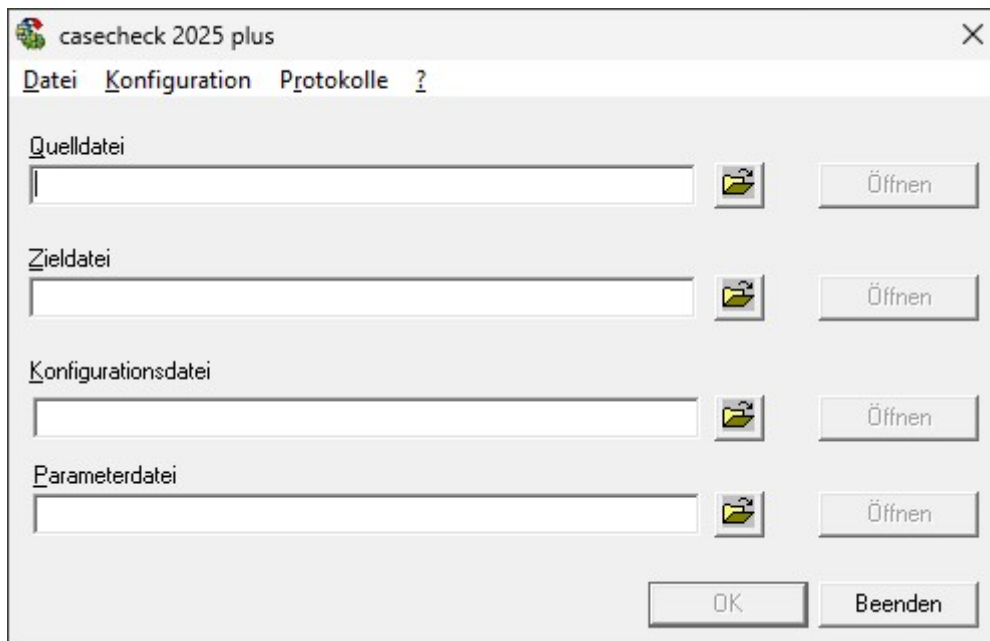 casecheck 2025 plus
Datei Konfiguration Protokolle ?
Quelldatei
Öffnen
Zieldatei
Öffnen
Konfigurationsdatei
Öffnen
Parameterdatei
Öffnen
OK Beenden